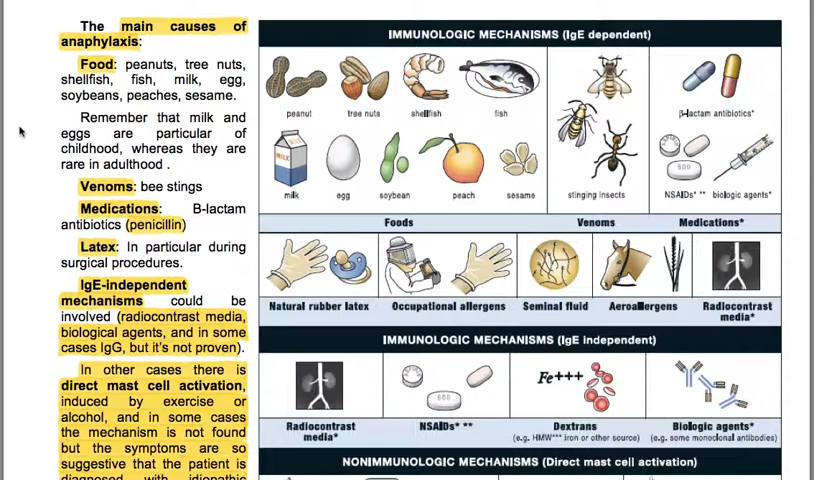 The main causes of
anaphylaxis:
Food: peanuts, tree nuts,
shellfish, fish, milk, egg,
soybeans, peaches, sesame.
Remember that milk and
eggs are particular of
childhood, whereas they are
rare in adulthood .
Venoms: bee stings
Medications: B-lactam
antibiotics (penicillin)
Latex: In particular during
surgical procedures.
IgE-independent
mechanisms could be
involved (radiocontrast media,
biological agents, and in some
cases IgG, but it's not proven).
In other cases there is
direct mast cell activation,
induced by exercise or
alcohol, and in some cases
the mechanism is not found
but the symptoms are so
suggestive that the patient is
diagnosed with idiopathic
IMMUNOLOGIC MECHANISMS (IgE dependent)
peanut tree nuts shellfish fish
MILK
milk egg soybean peach sesame
stinging insects
β-lactam antibiotics*
600
NSAIDs* ** biologic agents*
Foods Venoms Medications*
Natural rubber latex Occupational allergens Seminal fluid Aeroallergens Radiocontrast
media*
IMMUNOLOGIC MECHANISMS (IgE independent)
600
Fe+++
Radiocontrast
media*
NSAIDs* **
Dextrans
(e.g. HMW*** iron or other source)
Biologic agents*
(e.g. some monoclonal antibodies)
NONIMMUNOLOGIC MECHANISMS (Direct mast cell activation)